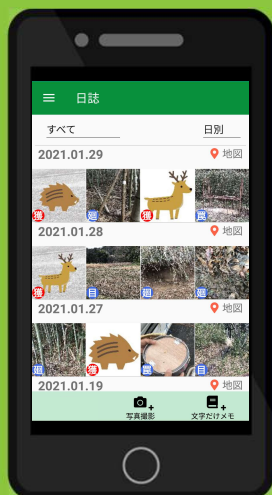 日誌
すべて 日別
2021.01.29 地図
獲 廻 獲 罠
2021.01.28 地図
獲 目 廻 廻
2021.01.27 地図
廻 獲 罠 目
2021.01.19 地図
写真撮影 文字だけメモ